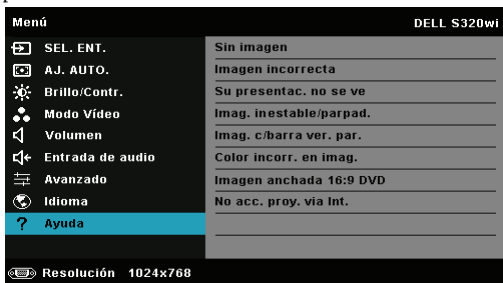 Menú DELL S320wi
SEL. ENT. Sin imagen
AJ. AUTO. Imagen incorrecta
Brillo/Contr. Su presentac. no se ve
Modo Vídeo Imag. inestable/parpad.
Volumen Imag. c/barra ver. par.
Entrada de audio Color incorr. en imag.
Avanzado Imagen anchada 16:9 DVD
Idioma No acc. proy. via Int.
? Ayuda
Resolución 1024x768